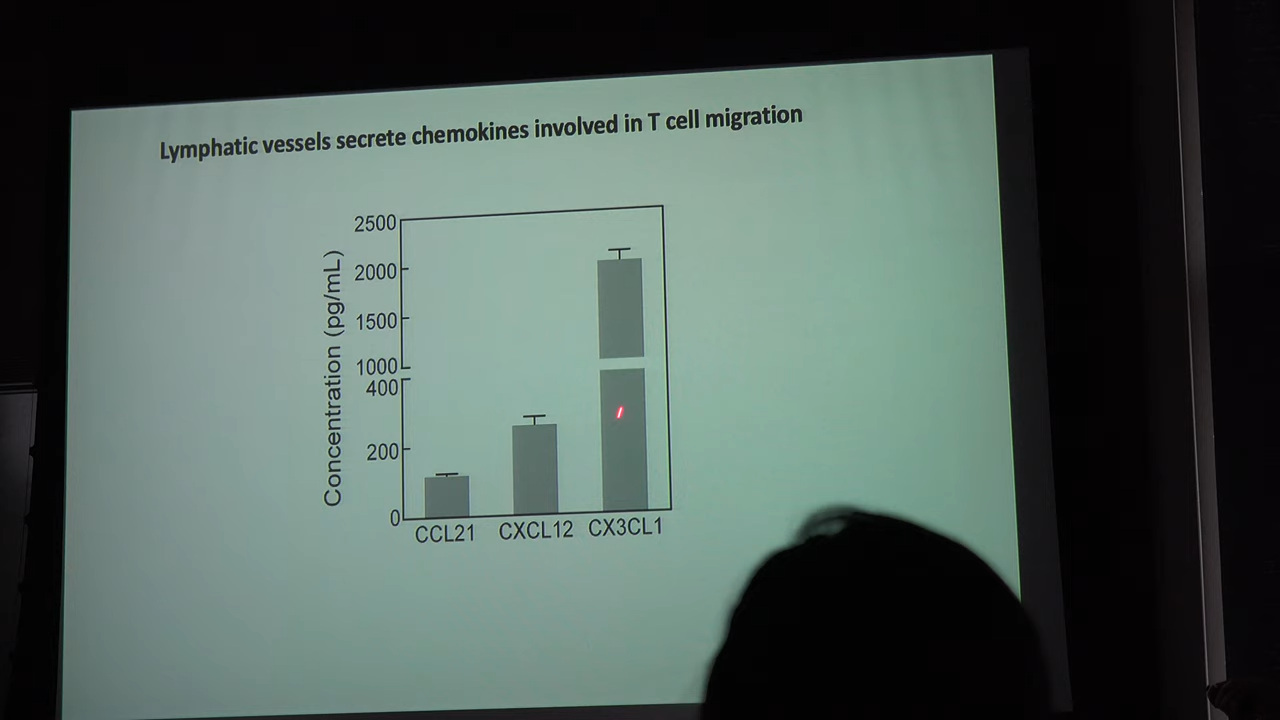 Lymphatic vessels secrete chemokines involved in T cell migration
Concentration (pg/mL)
2500
2000
1500
1000
400
200
0
CCL21 CXCL12 CX3CL1